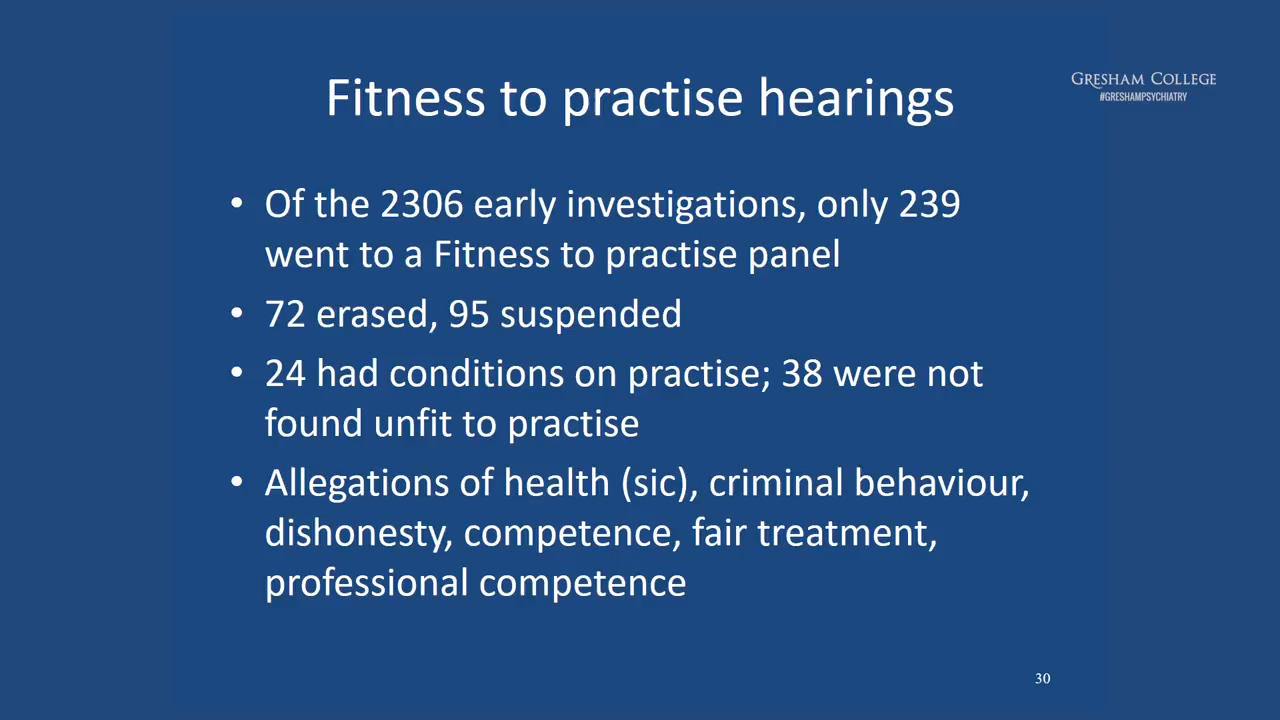 GRESHAM COLLEGE
#GRESHAMPSYCHIATRY
Fitness to practise hearings
• Of the 2306 early investigations, only 239
went to a Fitness to practise panel
• 72 erased, 95 suspended
• 24 had conditions on practise; 38 were not
found unfit to practise
• Allegations of health (sic), criminal behaviour,
dishonesty, competence, fair treatment,
professional competence
30